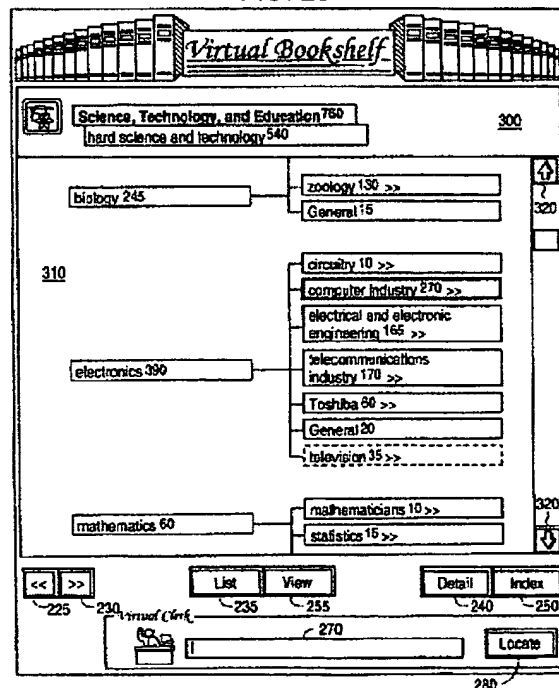 Virtual Bookshelf
Science, Technology, and Education 760
hard science and technology 540
300
320
biology 245
zoology 130 >>
General 15
310
circuitry 10 >>
computer industry 270 >>
electrical and electronic
engineering 165 >>
electronics 390
telecommunications
industry 170 >>
Toshiba 60 >>
General 20
television 35 >>
320
mathematics 60
mathematicians 10 >>
statistics 15 >>
<< >> List View Detail Index
225 230 235 255 240 250
Virtual Clerk
270
Locate
280